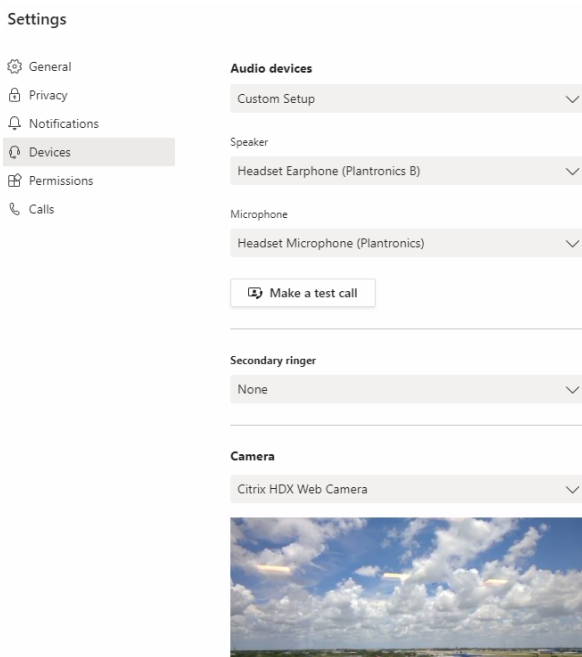 Settings
General
Privacy
Notifications
Devices
Permissions
Calls
Audio devices
Custom Setup
Speaker
Headset Earphone (Plantronics B)
Microphone
Headset Microphone (Plantronics)
Make a test call
Secondary ringer
None
Camera
Citrix HDX Web Camera